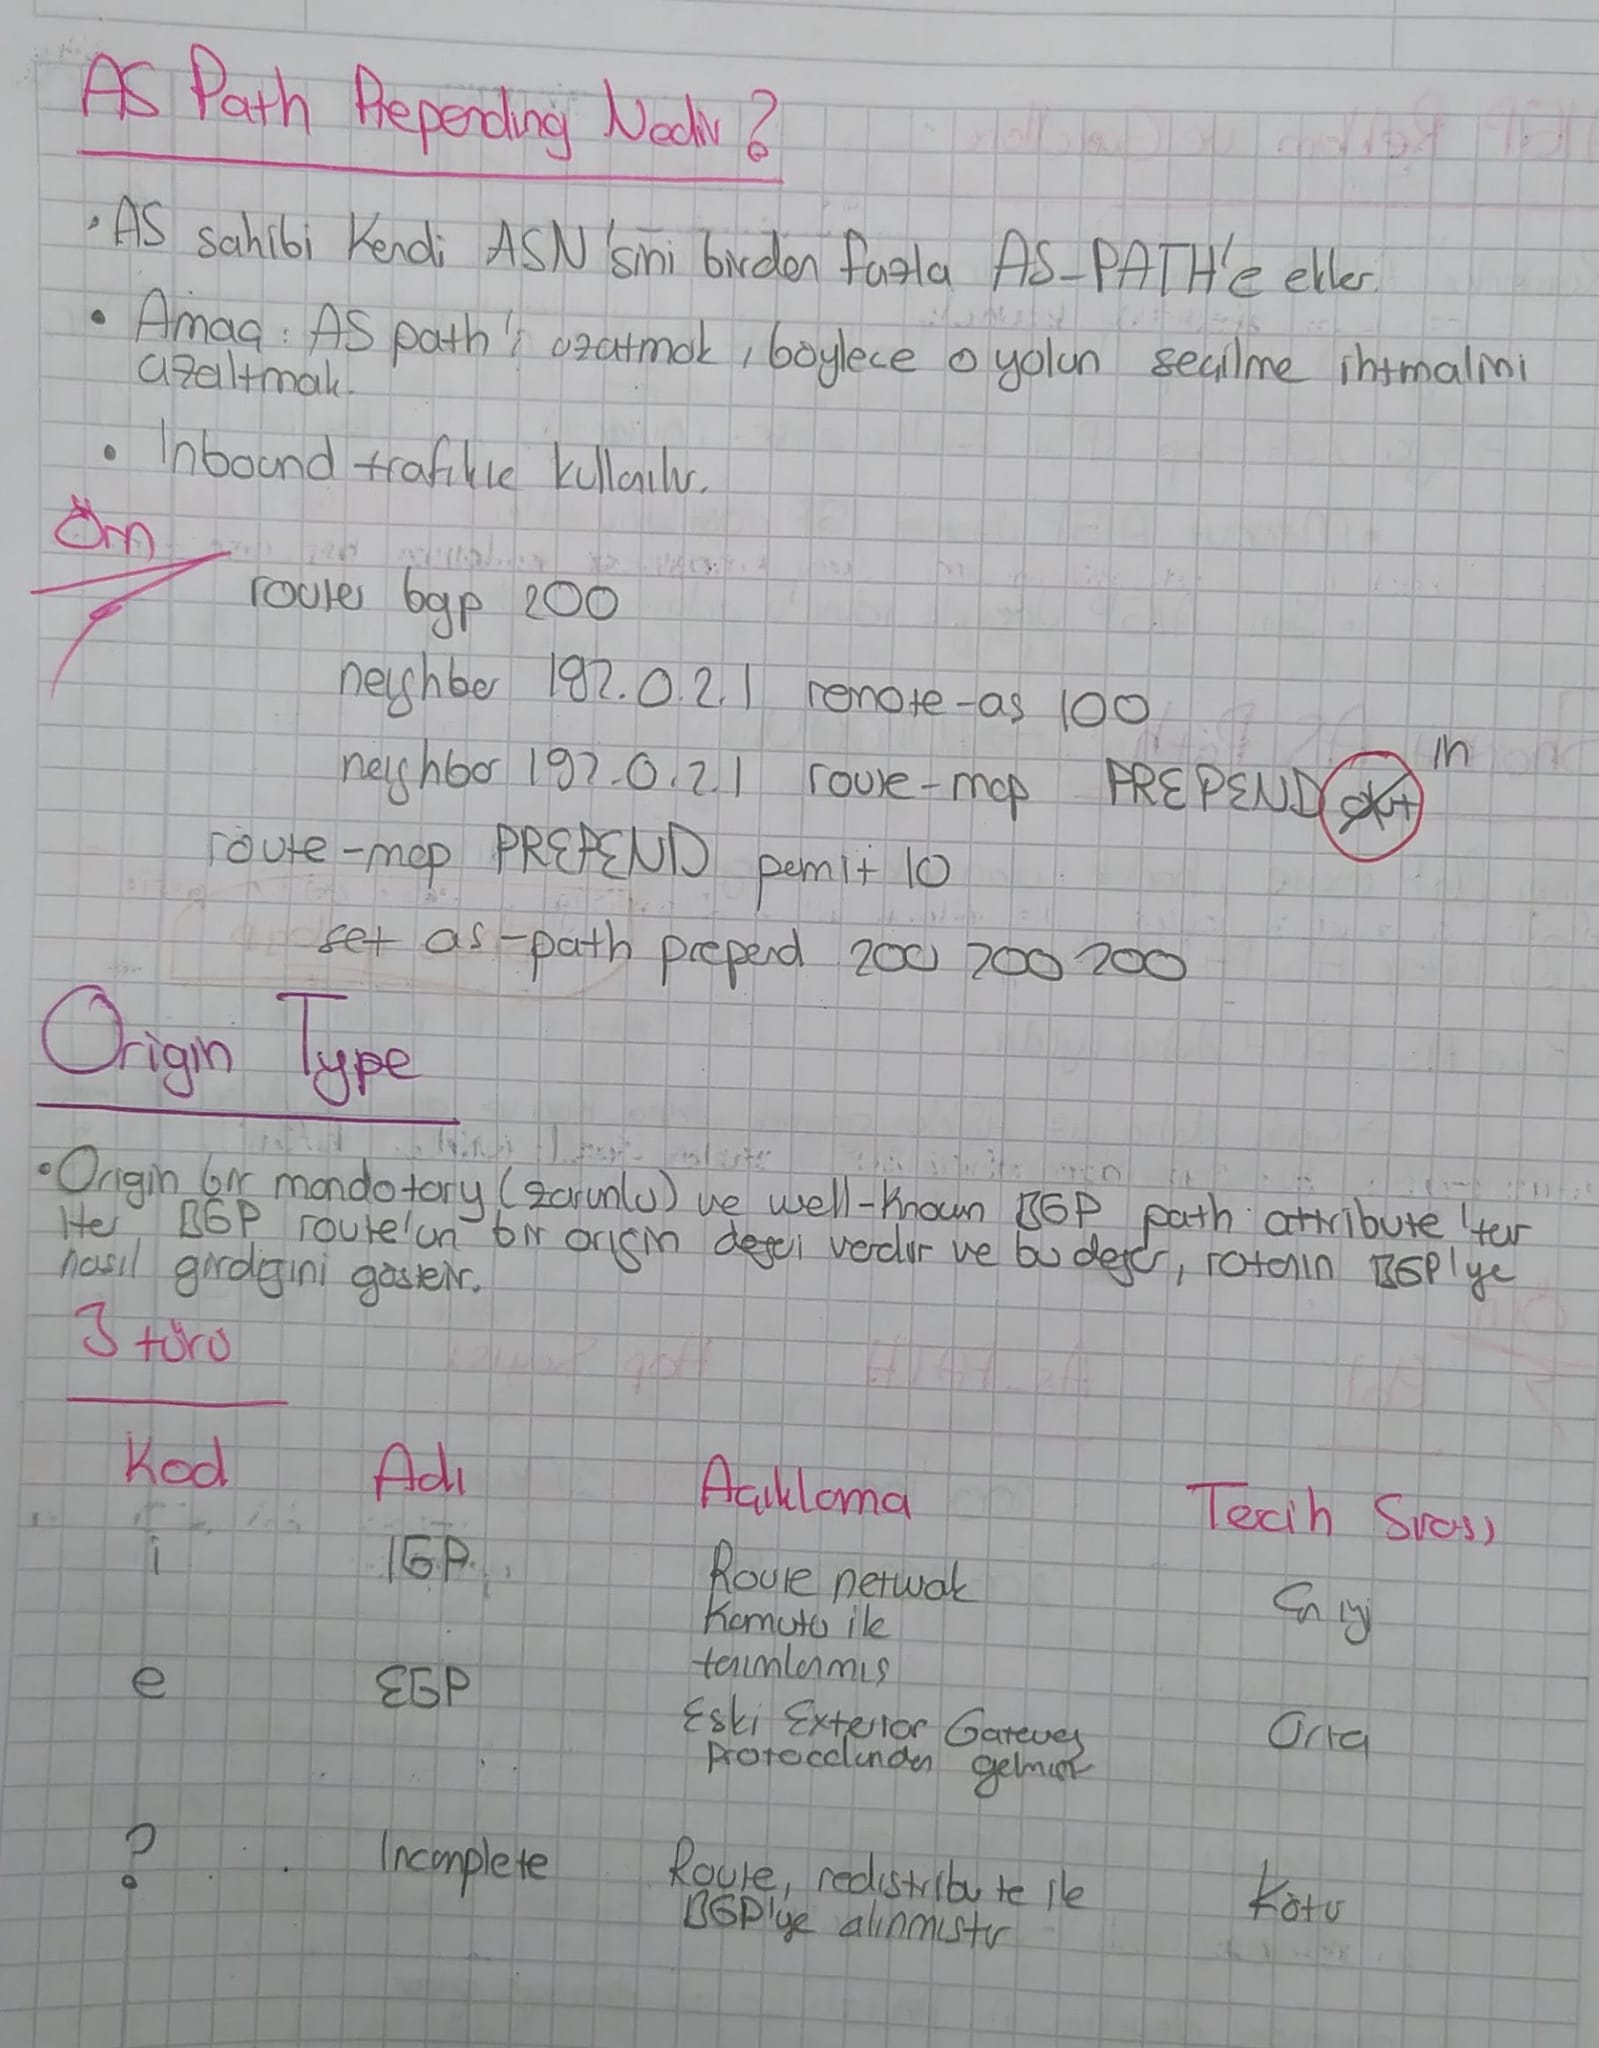 AS Path Prepending Nedir?
• AS sahibi kendi ASN'sini birden fazla AS-PATH'e ekler.
• Amaç: AS path'i uzatmak, böylece o yolun seçilme ihtmalini
azaltmak.
• Inbound trafikte kullanılır.
Örn
router bgp 200
neighbor 192.0.2.1 remote-as 100
neighbor 192.0.2.1 route-map PREPEND out in
route-map PREPEND permit 10
set as-path prepend 200 200 200
Origin Type
• Origin bir mandotory (zorunlu) ve well-known BGP path attribute'tur
Her BGP route'un bir origin değeri vardır ve bu değer, rotanın BGP'ye
nasıl girdiğini gösterir.
3 türü
Kod Adı Açıklama Tercih Sırası
i IGP Route network En iyi
komutu ile
tanımlanmış
e EGP Eski Exterior Gateway Orta
protocolünden gelmiştir
? Incomplete Route, redistribute ile Kötü
BGP'ye alınmıştır